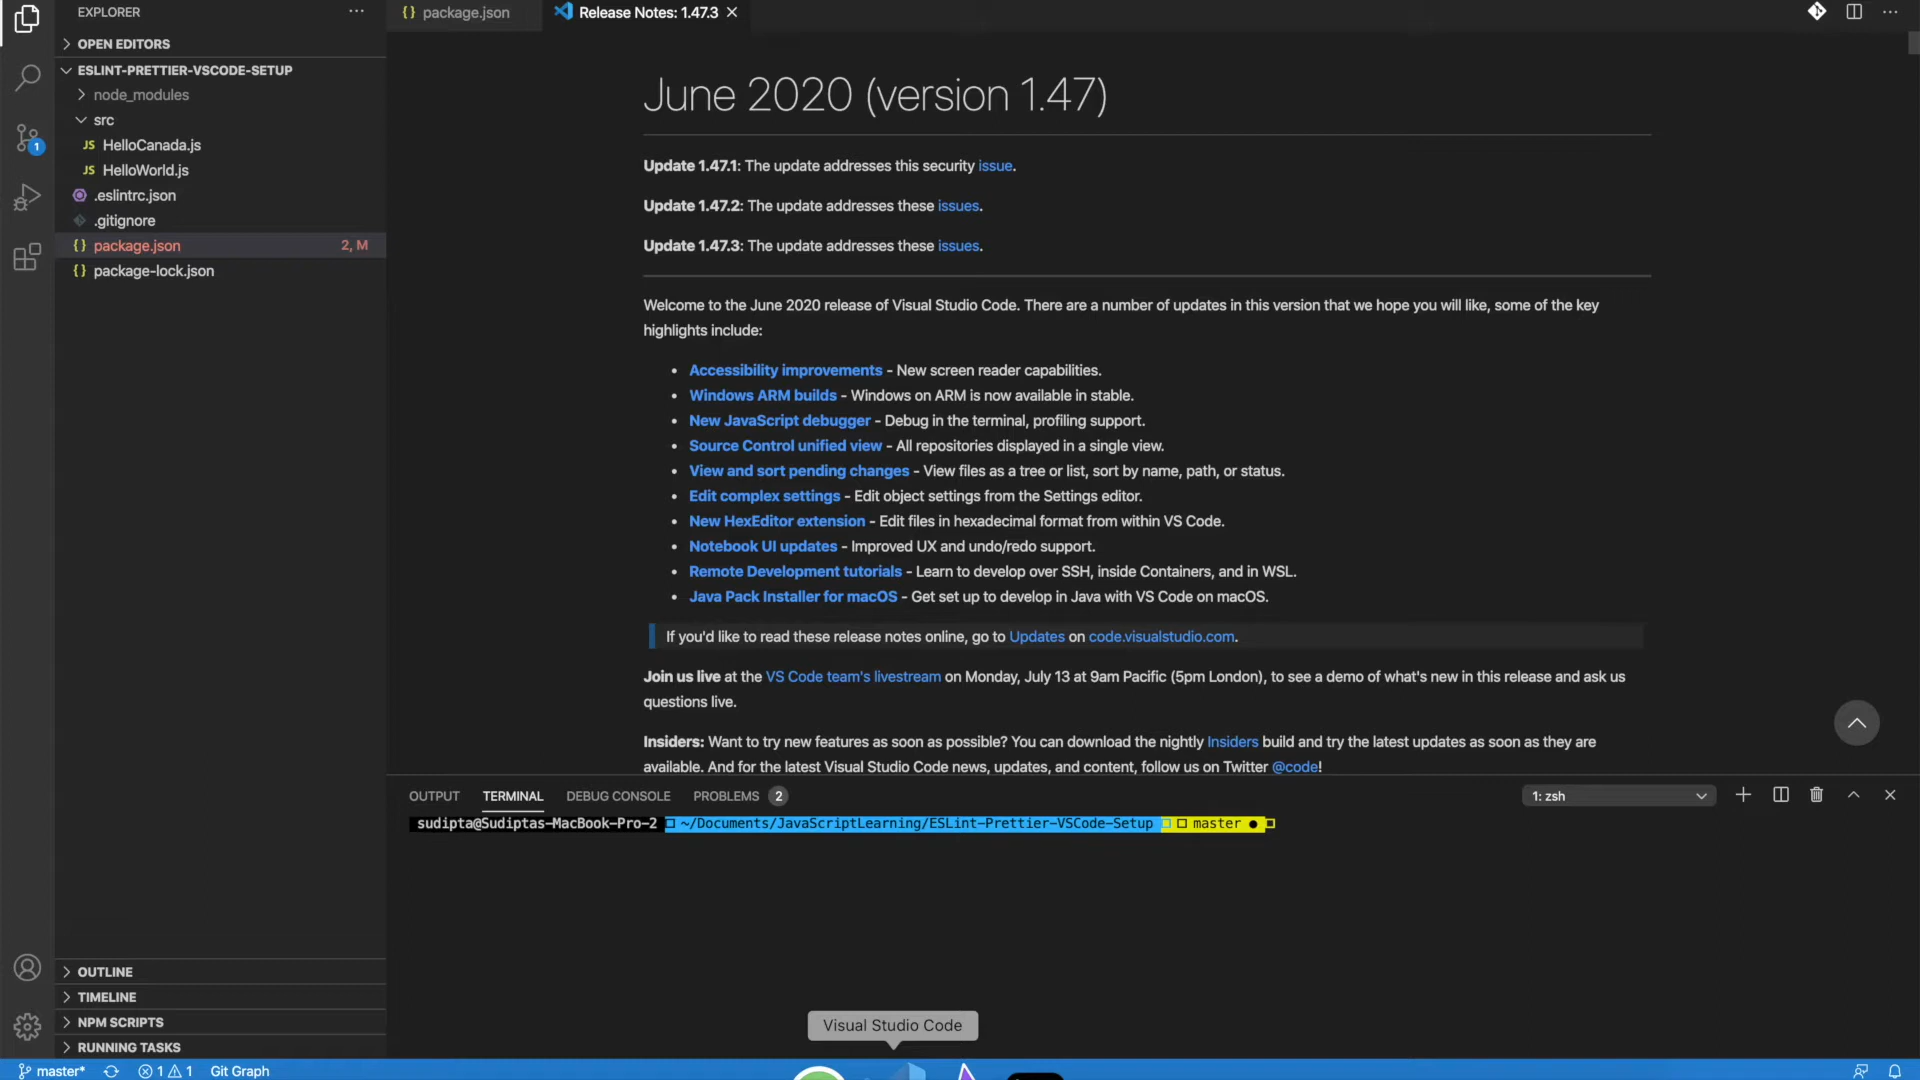 EXPLORER
{} package.json
Release Notes: 1.47.3
OPEN EDITORS
ESLINT-PRETTIER-VSCODE-SETUP
node_modules
src
JS HelloCanada.js
JS HelloWorld.js
.eslintrc.json
.gitignore
{} package.json 2, M
{} package-lock.json
1
June 2020 (version 1.47)
Update 1.47.1: The update addresses this security issue.
Update 1.47.2: The update addresses these issues.
Update 1.47.3: The update addresses these issues.
Welcome to the June 2020 release of Visual Studio Code. There are a number of updates in this version that we hope you will like, some of the key
highlights include:
• Accessibility improvements - New screen reader capabilities.
• Windows ARM builds - Windows on ARM is now available in stable.
• New JavaScript debugger - Debug in the terminal, profiling support.
• Source Control unified view - All repositories displayed in a single view.
• View and sort pending changes - View files as a tree or list, sort by name, path, or status.
• Edit complex settings - Edit object settings from the Settings editor.
• New HexEditor extension - Edit files in hexadecimal format from within VS Code.
• Notebook UI updates - Improved UX and undo/redo support.
• Remote Development tutorials - Learn to develop over SSH, inside Containers, and in WSL.
• Java Pack Installer for macOS - Get set up to develop in Java with VS Code on macOS.
If you'd like to read these release notes online, go to Updates on code.visualstudio.com.
Join us live at the VS Code team's livestream on Monday, July 13 at 9am Pacific (5pm London), to see a demo of what's new in this release and ask us
questions live.
Insiders: Want to try new features as soon as possible? You can download the nightly Insiders build and try the latest updates as soon as they are
available. And for the latest Visual Studio Code news, updates, and content, follow us on Twitter @code!
OUTPUT TERMINAL DEBUG CONSOLE PROBLEMS 2
1: zsh
sudipta@Sudiptas-MacBook-Pro-2 ~/Documents/JavaScriptLearning/ESLint-Prettier-VSCode-Setup master ●
OUTLINE
TIMELINE
NPM SCRIPTS
RUNNING TASKS
Visual Studio Code
master* 1 1 Git Graph